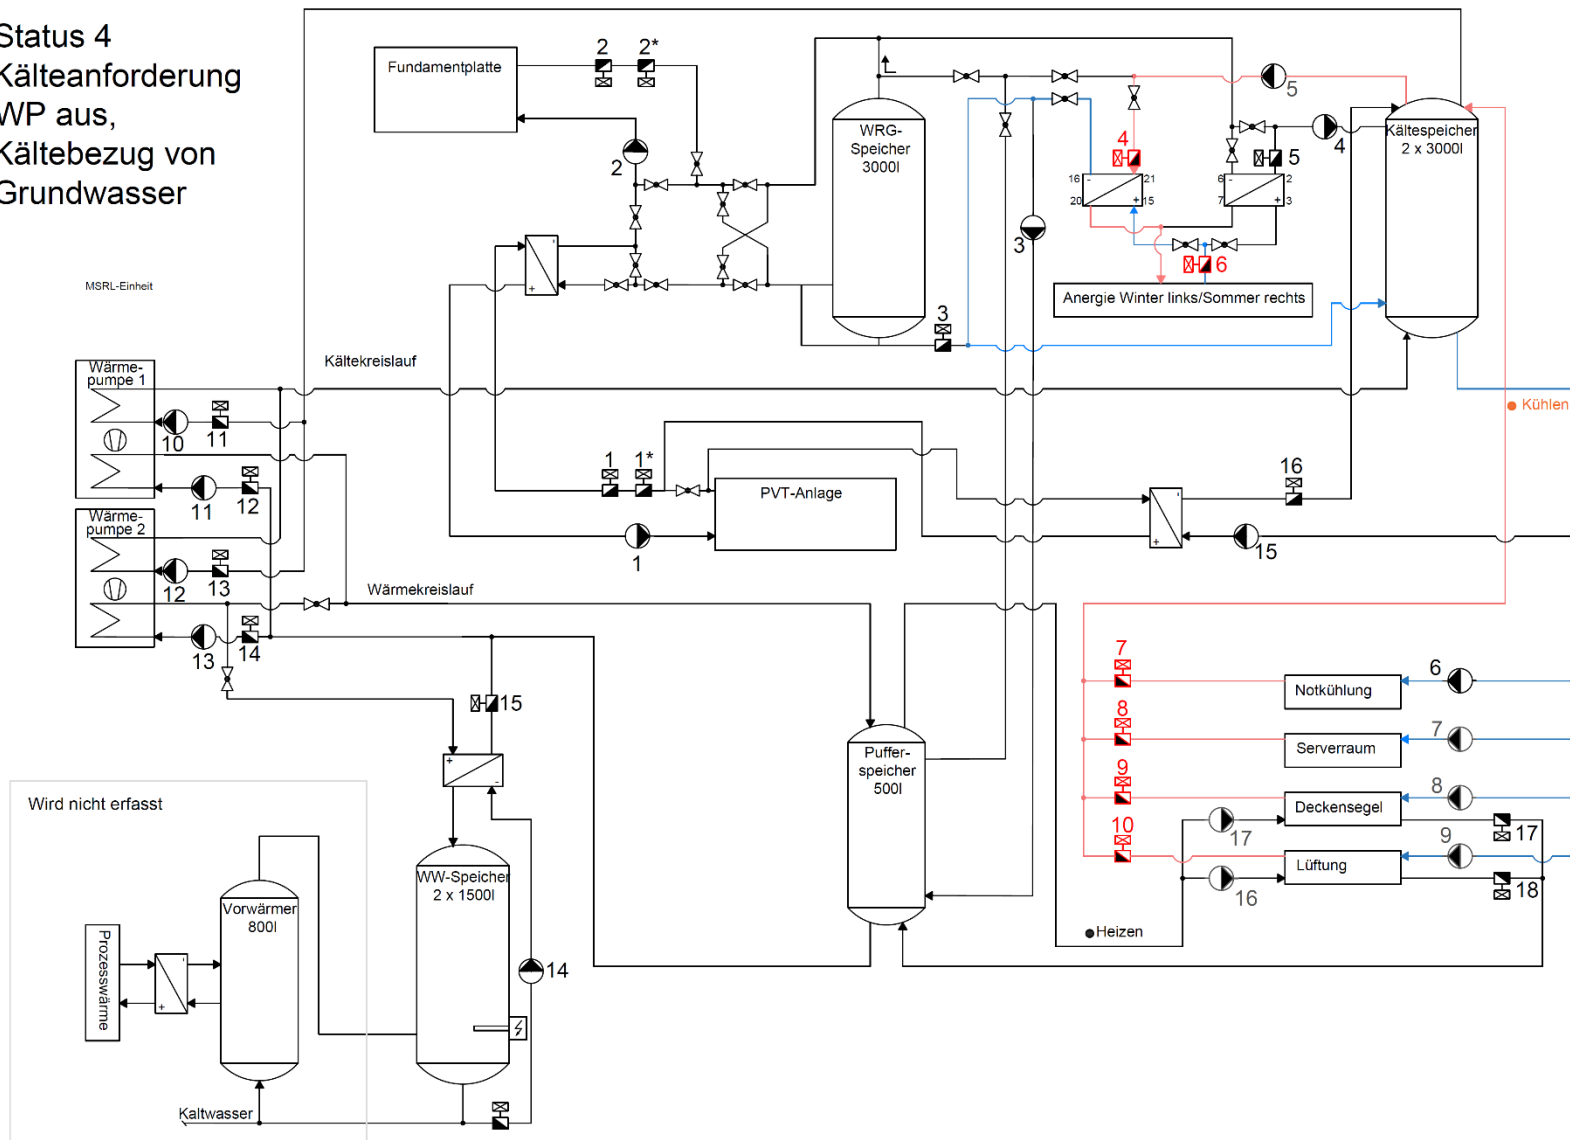 Status 4
Kälteanforderung
WP aus,
Kältebezug von
Grundwasser
MSRL-Einheit
Fundamentplatte
2
2*
2
WRG-
Speicher
3000l
3
3
4
16
-
21
20
+
15
6
5
4
5
6
-
2
7
+
3
Kältespeicher
2 x 3000l
Anergie Winter links/Sommer rechts
Kältekreislauf
Kühlen
Wärme-
pumpe 1
10
11
11
12
Wärme-
pumpe 2
12
13
13
14
Wärmekreislauf
-
+
1
1*
PVT-Anlage
1
-
+
16
15
15
+
-
Puffer-
speicher
500l
7
8
9
10
Notkühlung
Serverraum
Deckensegel
Lüftung
6
7
8
9
17
16
17
18
Heizen
Wird nicht erfasst
WW-Speicher
2 x 1500l
Vorwärmer
800l
Prozesswärme
-
+
14
Kaltwasser